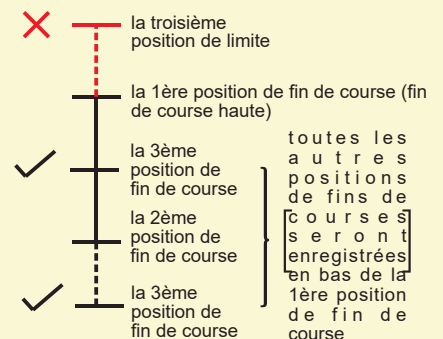 la troisième
position de limite
la 1ère position de fin de course (fin
de course haute)
la 3ème
position de
fin de course
la 2ème
position de
fin de course
la 3ème
position de
fin de course
toutes les
autres
positions
de fins de
courses
seront
enregistrées
en bas de la
1ère position
de fin de
course